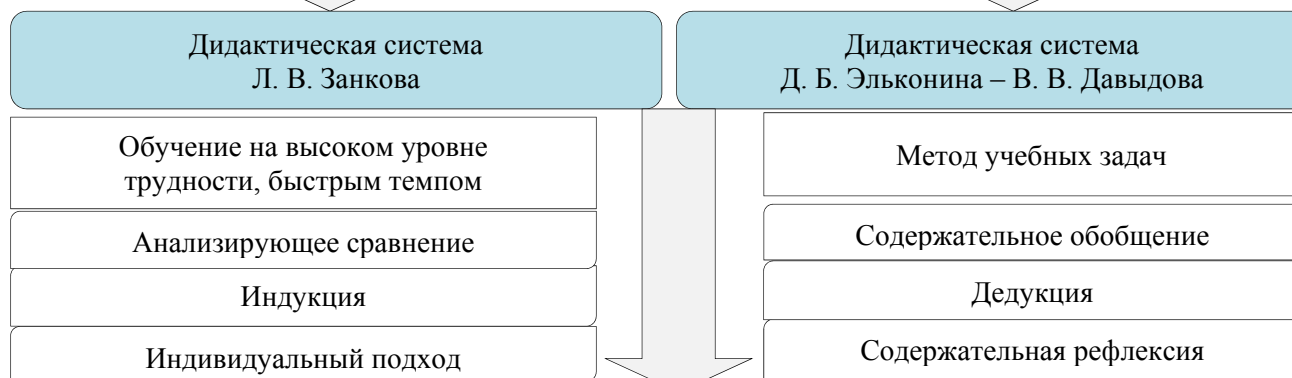 Дидактическая система
Л. В. Занкова
Обучение на высоком уровне
трудности, быстрым темпом
Анализирующее сравнение
Индукция
Индивидуальный подход
Дидактическая система
Д. Б. Эльконина – В. В. Давыдова
Метод учебных задач
Содержательное обобщение
Дедукция
Содержательная рефлексия